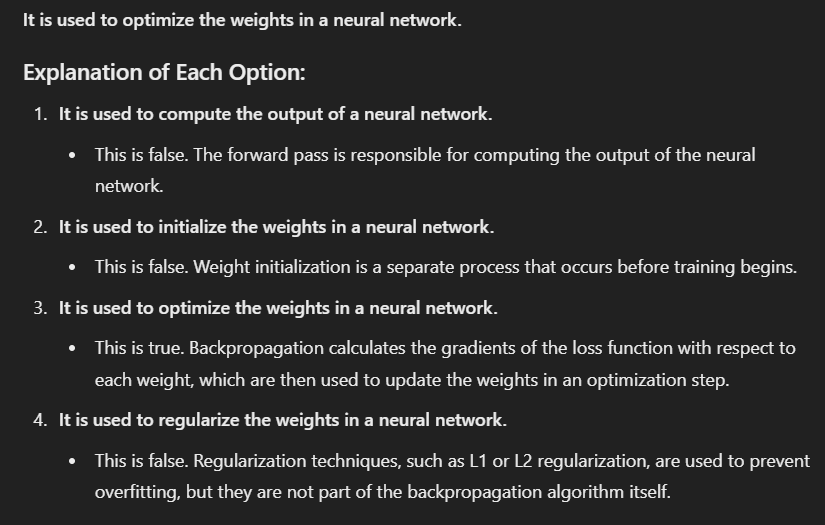 It is used to optimize the weights in a neural network.
Explanation of Each Option:
1. It is used to compute the output of a neural network.
• This is false. The forward pass is responsible for computing the output of the neural
network.
2. It is used to initialize the weights in a neural network.
• This is false. Weight initialization is a separate process that occurs before training begins.
3. It is used to optimize the weights in a neural network.
• This is true. Backpropagation calculates the gradients of the loss function with respect to
each weight, which are then used to update the weights in an optimization step.
4. It is used to regularize the weights in a neural network.
• This is false. Regularization techniques, such as L1 or L2 regularization, are used to prevent
overfitting, but they are not part of the backpropagation algorithm itself.